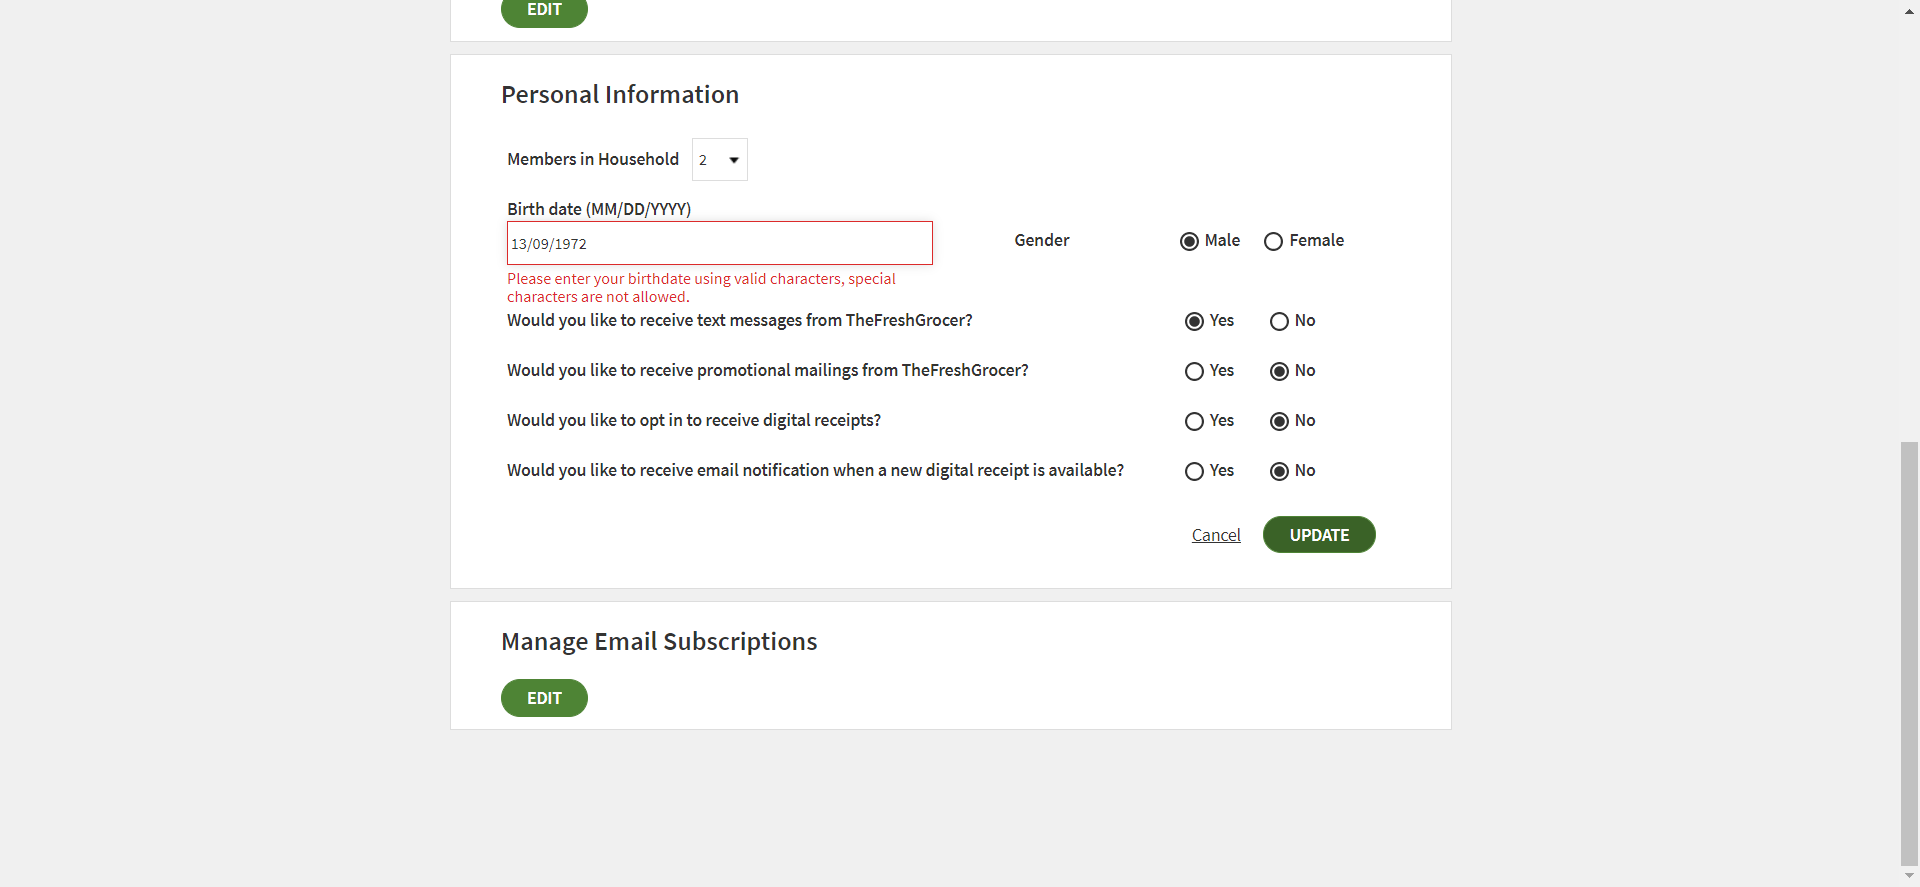 EDIT
Personal Information
Members in Household 2
Birth date (MM/DD/YYYY)
13/09/1972
Gender Male Female
Please enter your birthdate using valid characters, special
characters are not allowed.
Would you like to receive text messages from TheFreshGrocer? Yes No
Would you like to receive promotional mailings from TheFreshGrocer? Yes No
Would you like to opt in to receive digital receipts? Yes No
Would you like to receive email notification when a new digital receipt is available? Yes No
Cancel UPDATE
Manage Email Subscriptions
EDIT